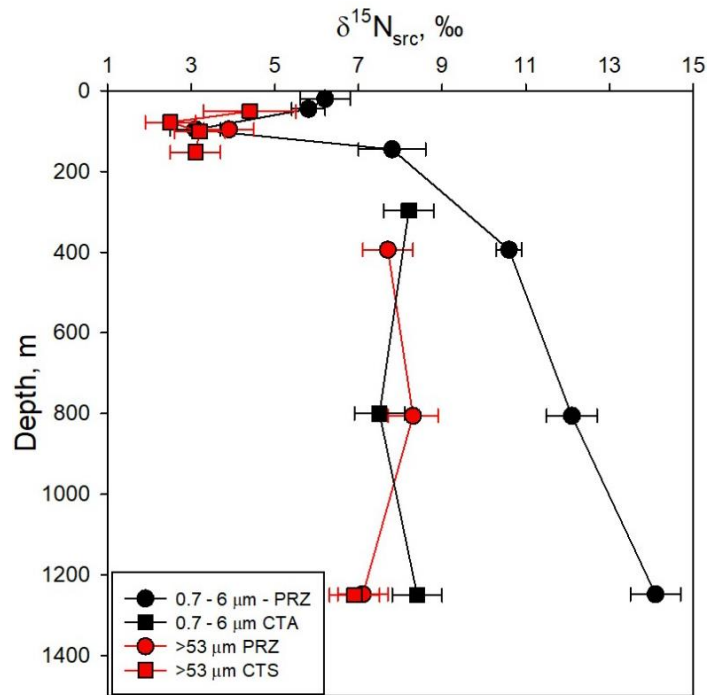 δ¹⁵Nsrc, ‰
1 3 5 7 9 11 13 15
0
200
400
600
800
1000
1200
1400
Depth, m
0.7 - 6 μm - PRZ
0.7 - 6 μm CTA
>53 μm PRZ
>53 μm CTS